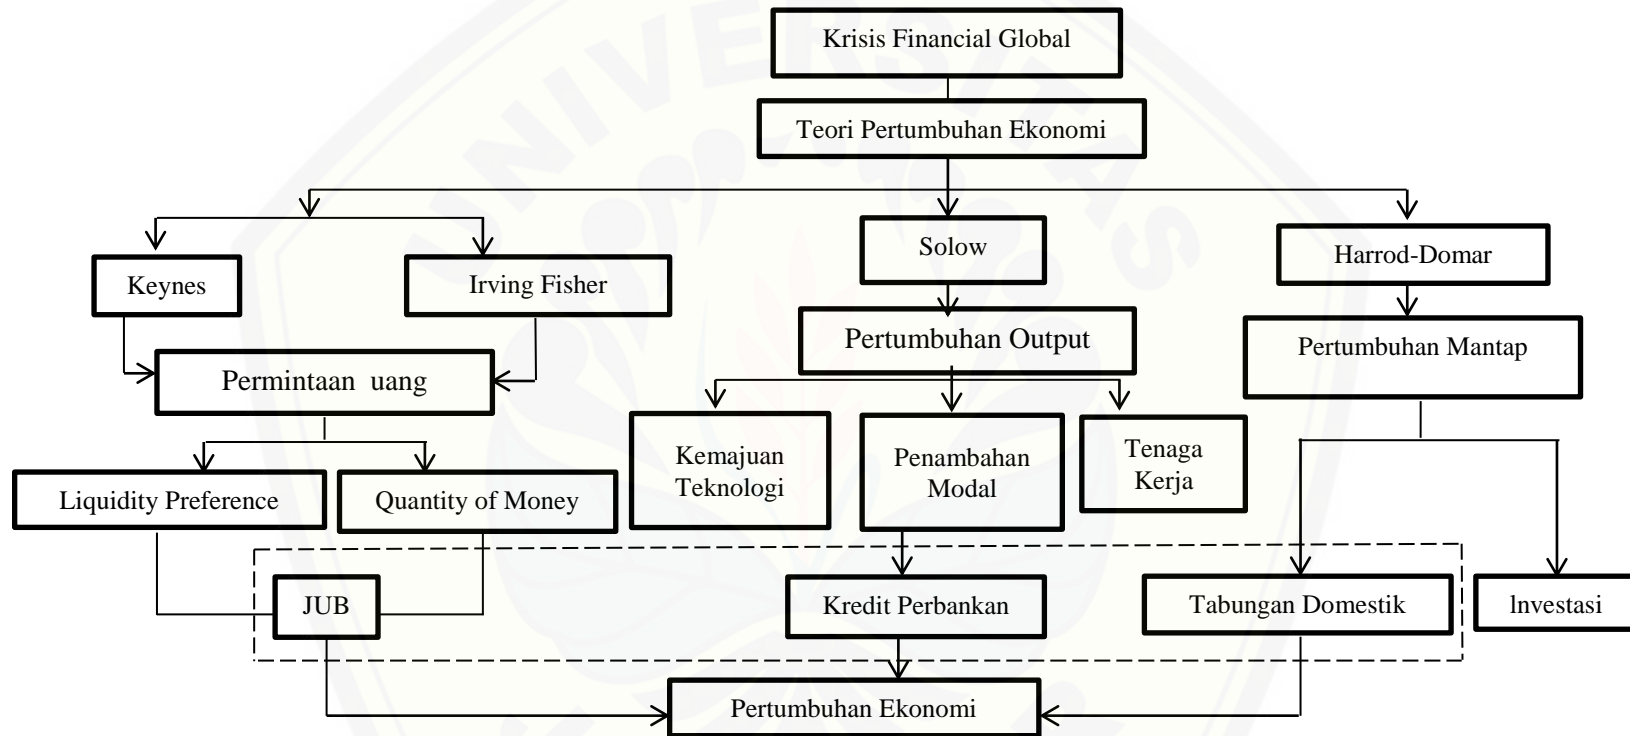 Krisis Financial Global
Teori Pertumbuhan Ekonomi
Keynes
Irving Fisher
Solow
Harrod-Domar
Permintaan uang
Pertumbuhan Output
Pertumbuhan Mantap
Liquidity Preference
Quantity of Money
Kemajuan
Teknologi
Penambahan
Modal
Tenaga
Kerja
JUB
Kredit Perbankan
Tabungan Domestik
lnvestasi
Pertumbuhan Ekonomi
UNIVERSITAS